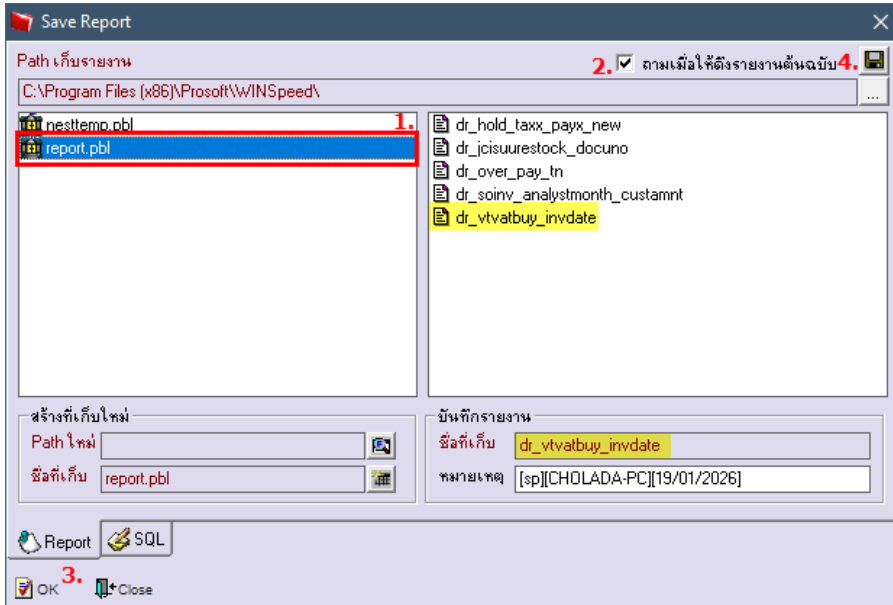 Save Report
Path เก็บรายงาน
2. ถามเมื่อให้ดึงรายงานต้นฉบับ 4.
C:\Program Files (x86)\Prosoft\WINSpeed\
...
nesttemp.pbl
1.
report.pbl
dr_hold_taxx_payx_new
dr_jcisuurestock_docuno
dr_over_pay_tn
dr_soinv_analystmonth_custamnt
dr_vtvatbuy_invdate
สร้างที่เก็บใหม่
Path ใหม่
ชื่อที่เก็บ report.pbl
บันทึกรายงาน
ชื่อที่เก็บ dr_vtvatbuy_invdate
หมายเหตุ [sp][CHOLADA-PC][19/01/2026]
Report SQL
OK 3. Close